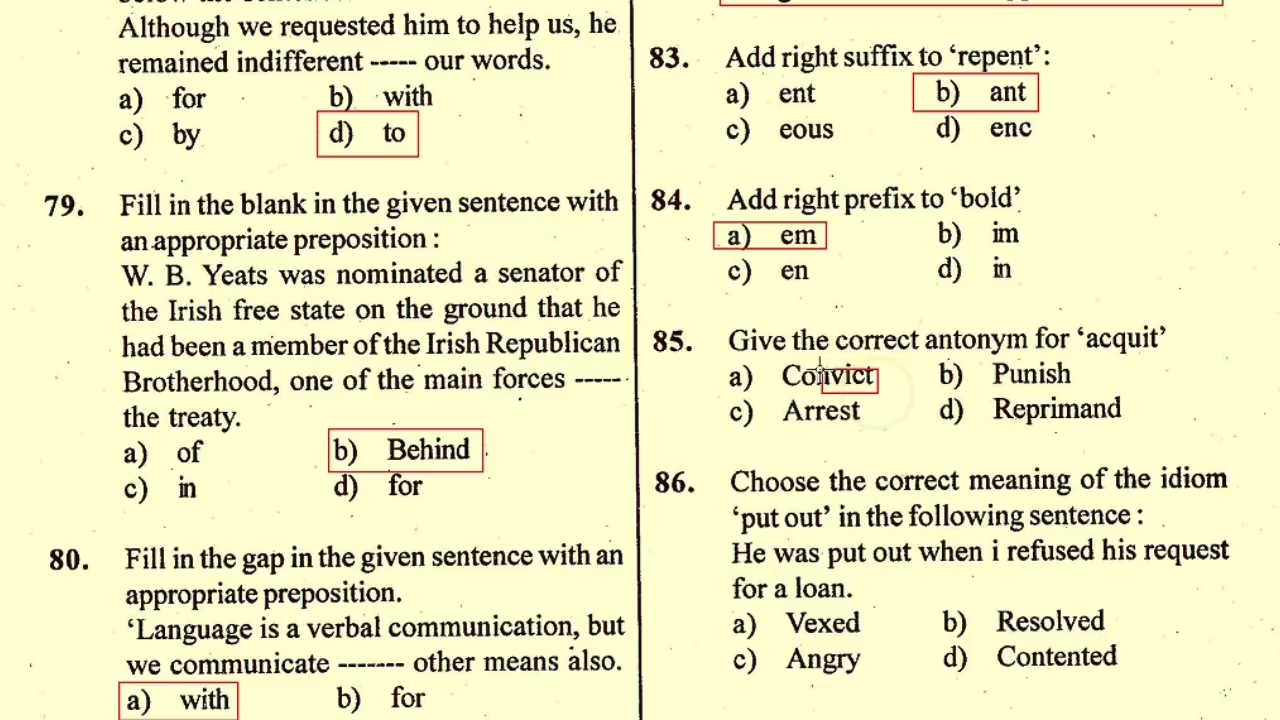 Although we requested him to help us, he
remained indifferent ----- our words.
a) for b) with
c) by d) to
79. Fill in the blank in the given sentence with
an appropriate preposition :
W. B. Yeats was nominated a senator of
the Irish free state on the ground that he
had been a member of the Irish Republican
Brotherhood, one of the main forces -----
the treaty.
a) of b) Behind
c) in d) for
80. Fill in the gap in the given sentence with an
appropriate preposition.
‘Language is a verbal communication, but
we communicate ------- other means also.
a) with b) for
83. Add right suffix to ‘repent’:
a) ent b) ant
c) eous d) enc
84. Add right prefix to ‘bold’
a) em b) im
c) en d) in
85. Give the correct antonym for ‘acquit’
a) Convict b) Punish
c) Arrest d) Reprimand
86. Choose the correct meaning of the idiom
‘put out’ in the following sentence :
He was put out when i refused his request
for a loan.
a) Vexed b) Resolved
c) Angry d) Contented